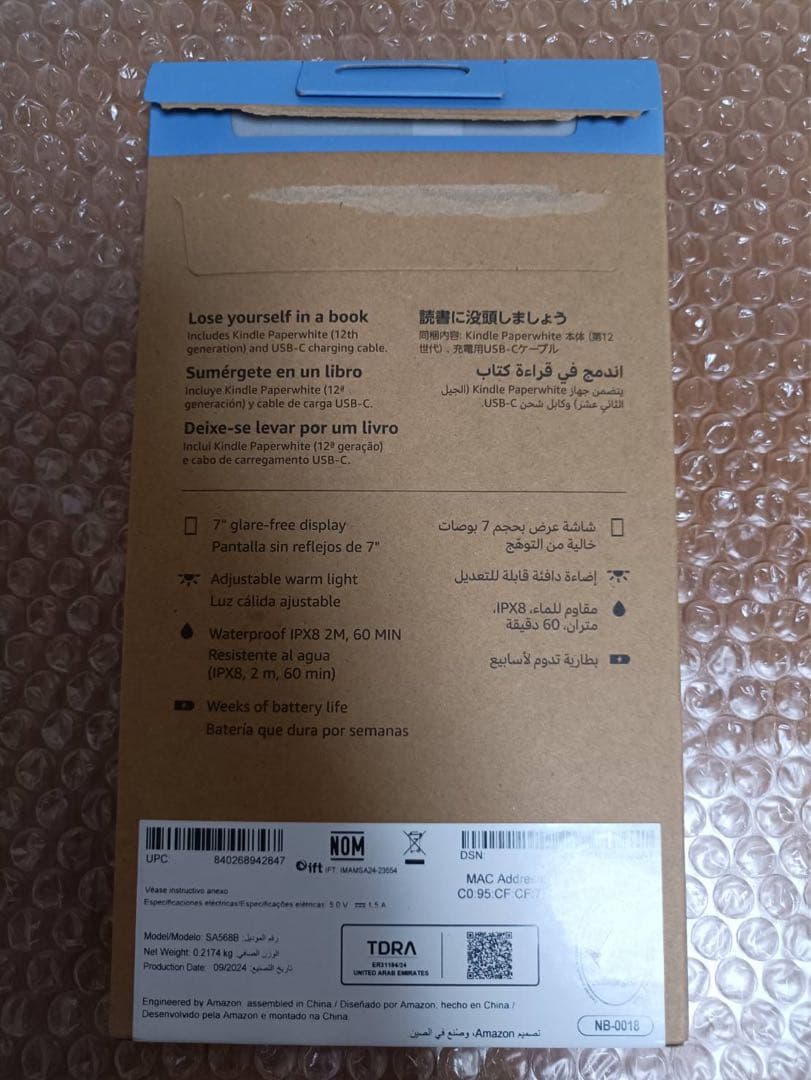 Lose yourself in a book
Includes Kindle Paperwhite (12th
generation) and USB-C charging cable.
Sumérgete en un libro
Incluye Kindle Paperwhite (12ª
generación) y cable de carga USB-C.
Deixe-se levar por um livro
Inclui Kindle Paperwhite (12ª geração)
e cabo de carregamento USB-C.
読書に没頭しましょう
同梱内容: Kindle Paperwhite 本体 (第12
世代) 、充電用USB-Cケーブル
اندمج في قراءة كتاب
يتضمن جهاز Kindle Paperwhite (الجيل
الثاني عشر) وكابل شحن USB-C.
7" glare-free display
Pantalla sin reflejos de 7"
Adjustable warm light
Luz cálida ajustable
Waterproof IPX8 2M, 60 MIN
Resistente al agua
(IPX8, 2 m, 60 min)
Weeks of battery life
Batería que dura por semanas
شاشة عرض بحجم 7 بوصات
خالية من التوهّج
إضاءة دافئة قابلة للتعديل
مقاوم للماء، IPX8،
متران، 60 دقيقة
بطارية تدوم لأسابيع
UPC: 840268942847
NOM
ift IFT: IMAMSA24-23554
DSN:
MAC Address
C0:95:CF:CF:7
Véase instructivo anexo
Especificaciones eléctricas/Especificações elétricas: 5.0 V 1.5 A
Model/Modelo: SA568B رقم الموديل:
Net Weight: 0.2174 kg الوزن الصافي:
Production Date: 09/2024 تاريخ التصنيع:
TDRA
ER31184/24
UNITED ARAB EMIRATES
Engineered by Amazon, assembled in China / Diseñado por Amazon, hecho en China /
Desenvolvido pela Amazon e montado na China
تصميم Amazon، وصنع في الصين
NB-0018